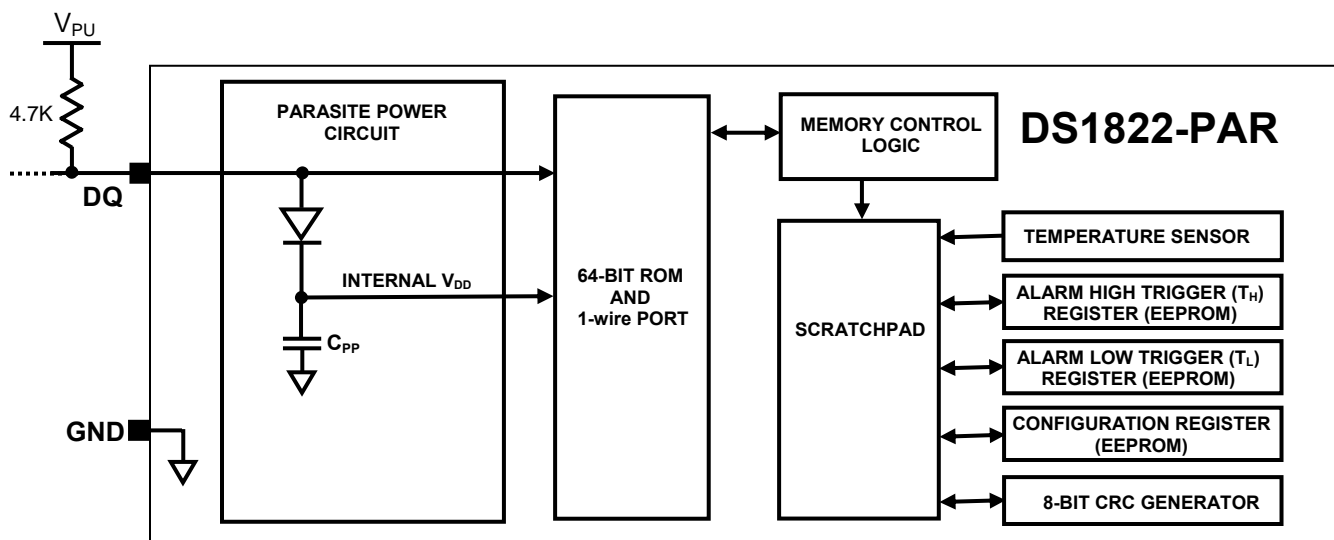 V_PU
4.7K
DQ
GND
PARASITE POWER
CIRCUIT
INTERNAL V_DD
C_PP
64-BIT ROM
AND
1-wire PORT
MEMORY CONTROL
LOGIC
DS1822-PAR
SCRATCHPAD
TEMPERATURE SENSOR
ALARM HIGH TRIGGER (T_H)
REGISTER (EEPROM)
ALARM LOW TRIGGER (T_L)
REGISTER (EEPROM)
CONFIGURATION REGISTER
(EEPROM)
8-BIT CRC GENERATOR